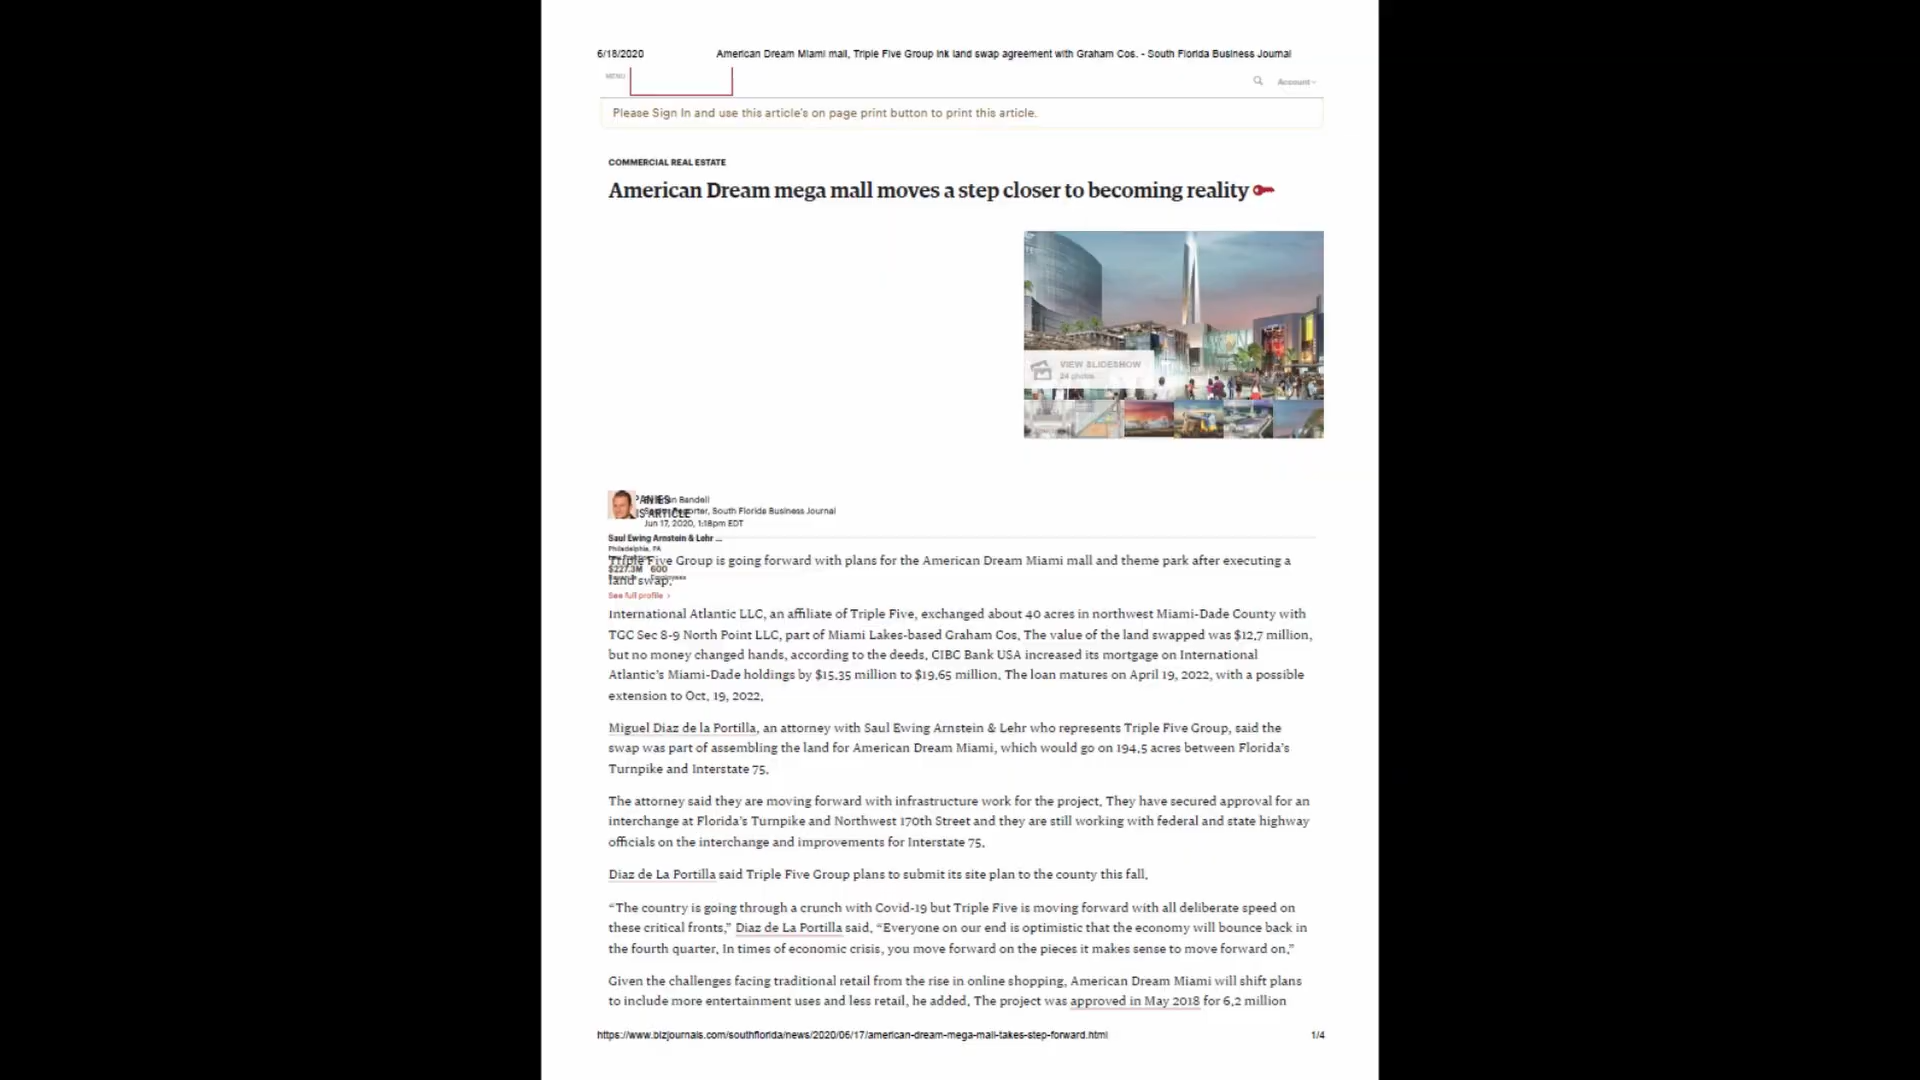 6/18/2020 American Dream Miami mall, Triple Five Group ink land swap agreement with Graham Cos. - South Florida Business Journal
MENU Account
Please Sign In and use this article's on page print button to print this article.
COMMERCIAL REAL ESTATE
American Dream mega mall moves a step closer to becoming reality
VIEW SLIDESHOW
24 photos
Bandell
South Florida Business Journal
IS ARTICLE
Jun 17, 2020, 1:18pm EDT
Saul Ewing Arnstein & Lehr ...
Philadelphia, PA
Triple Five Group is going forward with plans for the American Dream Miami mall and theme park after executing a
$227.3M 600
land swap.
See full profile >
International Atlantic LLC, an affiliate of Triple Five, exchanged about 40 acres in northwest Miami-Dade County with
TGC Sec 8-9 North Point LLC, part of Miami Lakes-based Graham Cos. The value of the land swapped was $12.7 million,
but no money changed hands, according to the deeds. CIBC Bank USA increased its mortgage on International
Atlantic's Miami-Dade holdings by $15.35 million to $19.65 million. The loan matures on April 19, 2022, with a possible
extension to Oct. 19, 2022.
Miguel Diaz de la Portilla, an attorney with Saul Ewing Arnstein & Lehr who represents Triple Five Group, said the
swap was part of assembling the land for American Dream Miami, which would go on 194.5 acres between Florida's
Turnpike and Interstate 75.
The attorney said they are moving forward with infrastructure work for the project. They have secured approval for an
interchange at Florida's Turnpike and Northwest 170th Street and they are still working with federal and state highway
officials on the interchange and improvements for Interstate 75.
Diaz de La Portilla said Triple Five Group plans to submit its site plan to the county this fall.
“The country is going through a crunch with Covid-19 but Triple Five is moving forward with all deliberate speed on
these critical fronts,” Diaz de La Portilla said. “Everyone on our end is optimistic that the economy will bounce back in
the fourth quarter. In times of economic crisis, you move forward on the pieces it makes sense to move forward on.”
Given the challenges facing traditional retail from the rise in online shopping, American Dream Miami will shift plans
to include more entertainment uses and less retail, he added. The project was approved in May 2018 for 6.2 million
https://www.bizjournals.com/southflorida/news/2020/06/17/american-dream-mega-mall-takes-step-forward.html 1/4